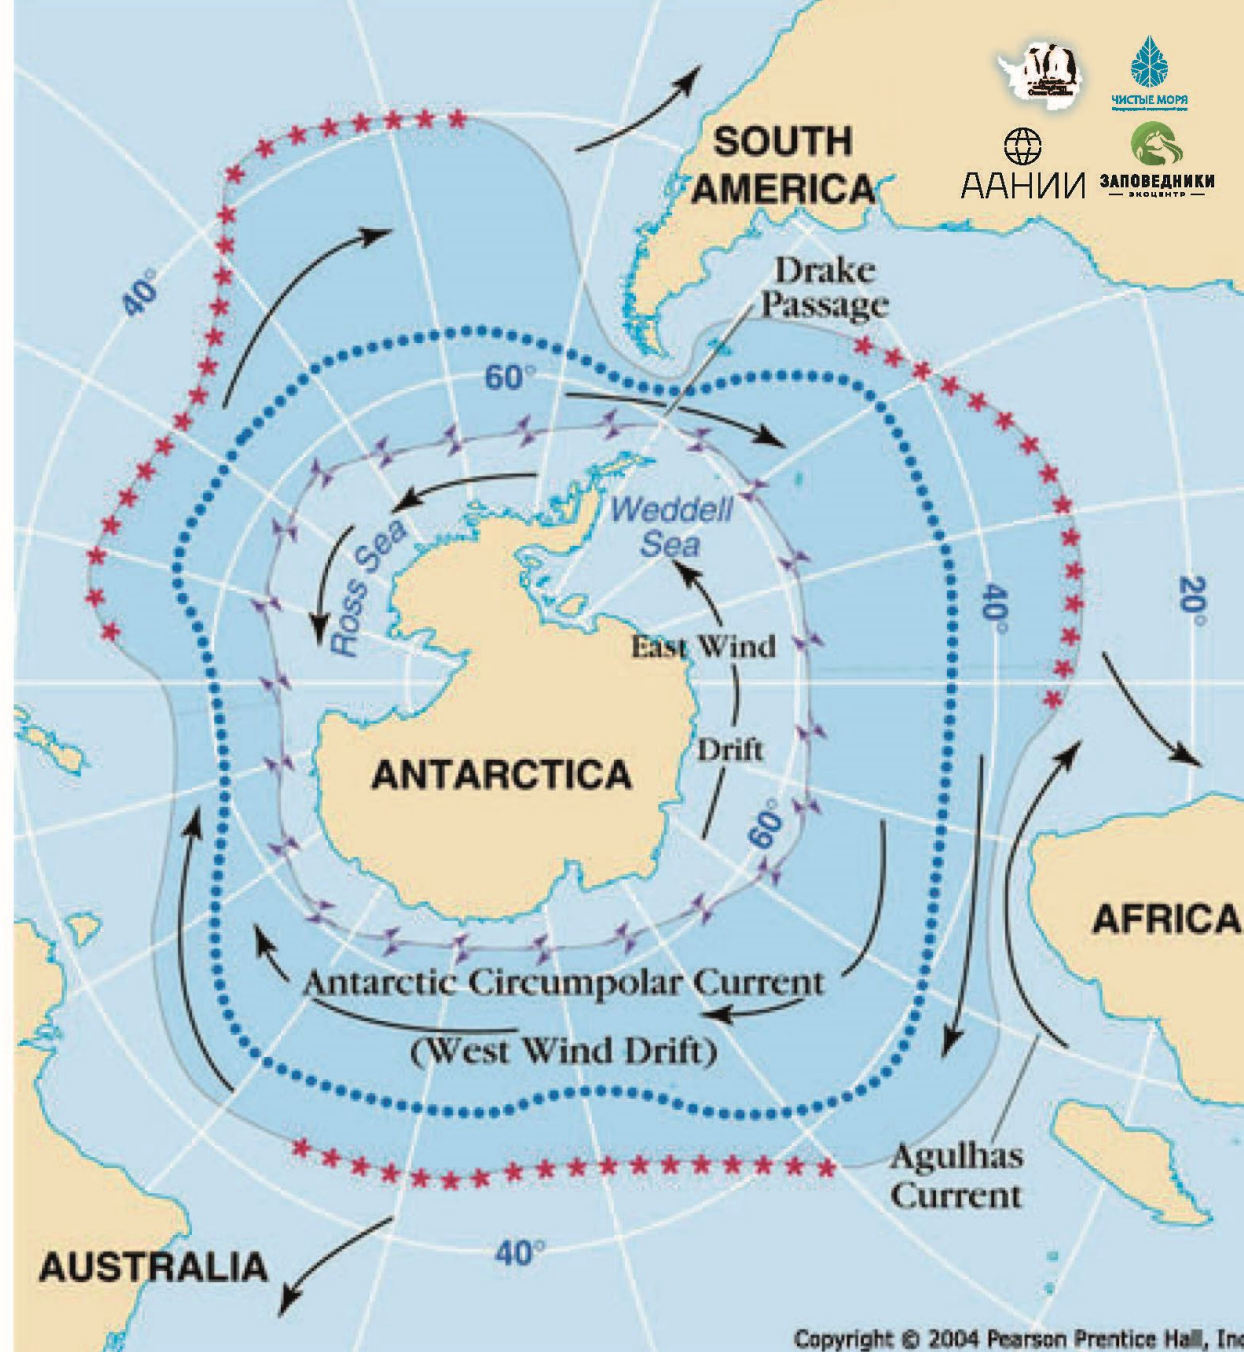 ЧИСТЫЕ МОРЯ
ААНИИ
ЗАПОВЕДНИКИ
ЭКОЦЕНТР
SOUTH
AMERICA
Drake
Passage
40°
60°
Weddell
Sea
Ross Sea
40°
20°
East Wind
Drift
ANTARCTICA
60°
AFRICA
Antarctic Circumpolar Current
(West Wind Drift)
Agulhas
Current
40°
AUSTRALIA
Copyright © 2004 Pearson Prentice Hall, Inc